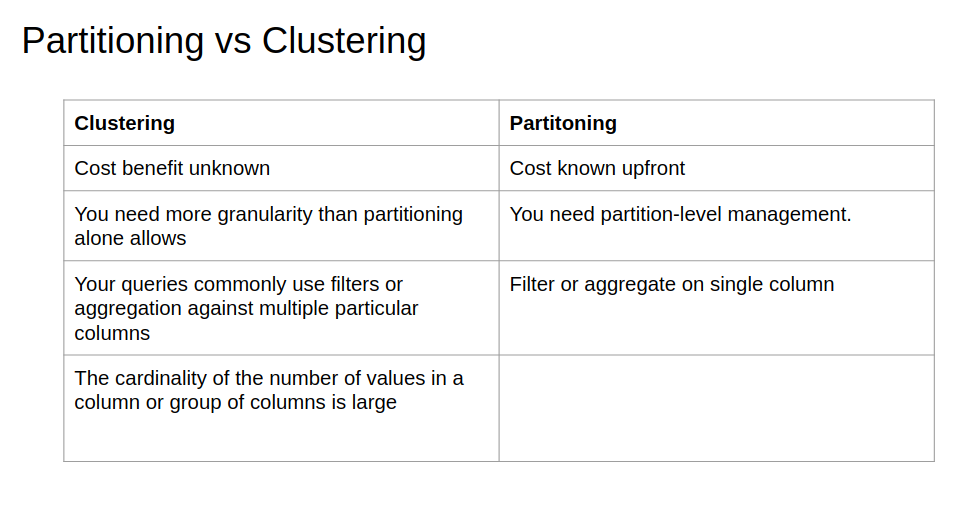 Partitioning vs Clustering
Clustering
Partitoning
Cost benefit unknown
Cost known upfront
You need more granularity than partitioning
alone allows
You need partition-level management.
Your queries commonly use filters or
aggregation against multiple particular
columns
Filter or aggregate on single column
The cardinality of the number of values in a
column or group of columns is large